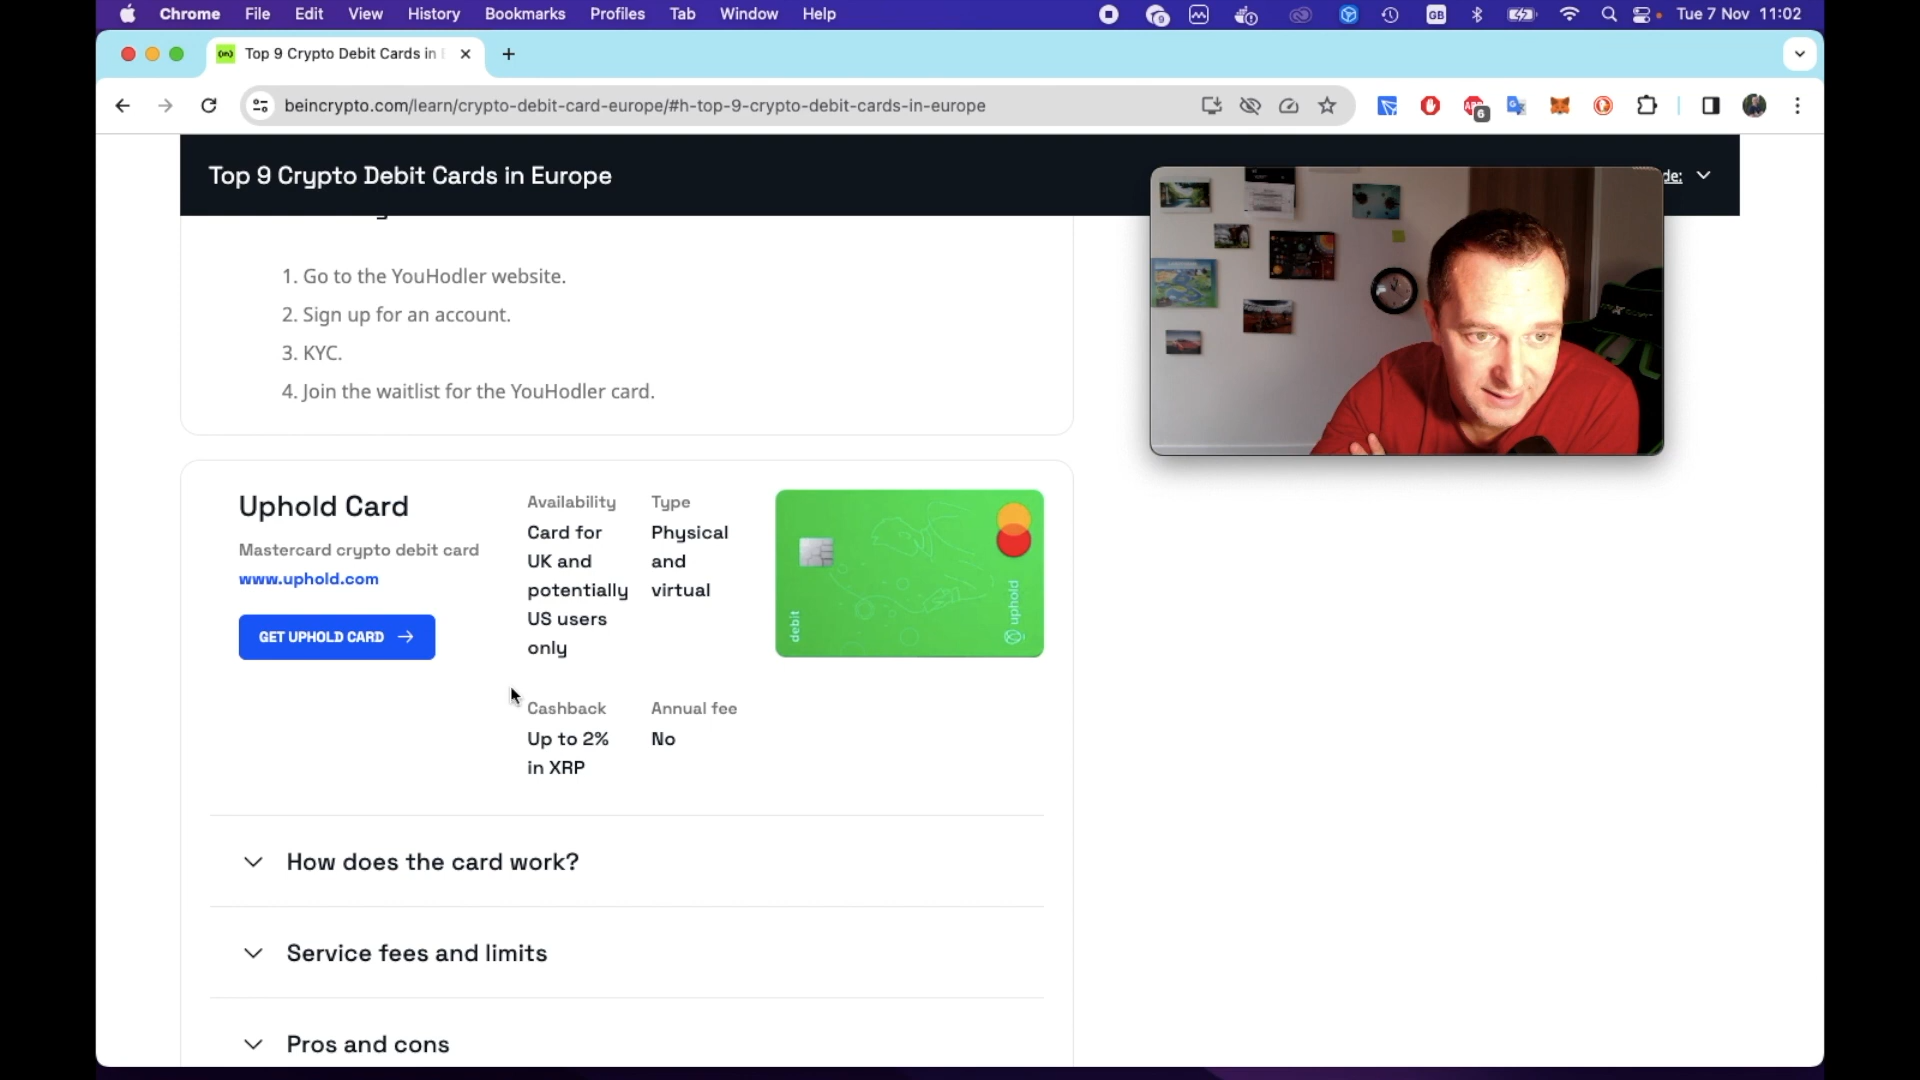 Chrome File Edit View History Bookmarks Profiles Tab Window Help
9 GB Tue 7 Nov 11:02
Top 9 Crypto Debit Cards in
beincrypto.com/learn/crypto-debit-card-europe/#h-top-9-crypto-debit-cards-in-europe
ABP 6
Top 9 Crypto Debit Cards in Europe
de:
1. Go to the YouHodler website.
2. Sign up for an account.
3. KYC.
4. Join the waitlist for the YouHodler card.
Uphold Card
Mastercard crypto debit card
www.uphold.com
GET UPHOLD CARD
Availability
Card for
UK and
potentially
US users
only
Type
Physical
and
virtual
debit
uphold
Cashback
Up to 2%
in XRP
Annual fee
No
How does the card work?
Service fees and limits
Pros and cons